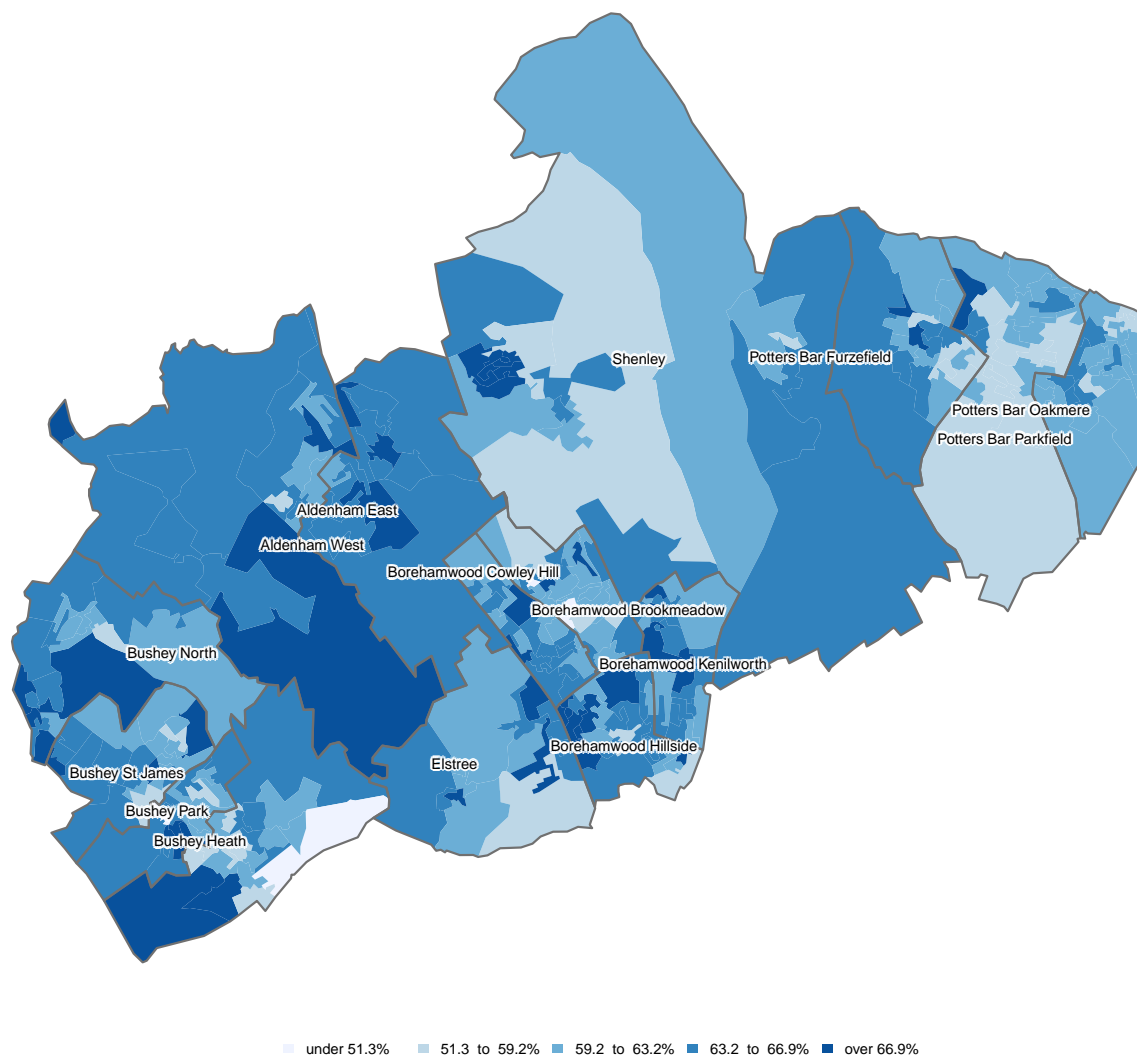 Shenley
Potters Bar Furzefield
Potters Bar Oakmere
Potters Bar Parkfield
Aldenham East
Aldenham West
Borehamwood Cowley Hill
Borehamwood Brookmeadow
Bushey North
Borehamwood Kenilworth
Borehamwood Hillside
Elstree
Bushey St James
Bushey Park
Bushey Heath
under 51.3% 51.3 to 59.2% 59.2 to 63.2% 63.2 to 66.9% over 66.9%